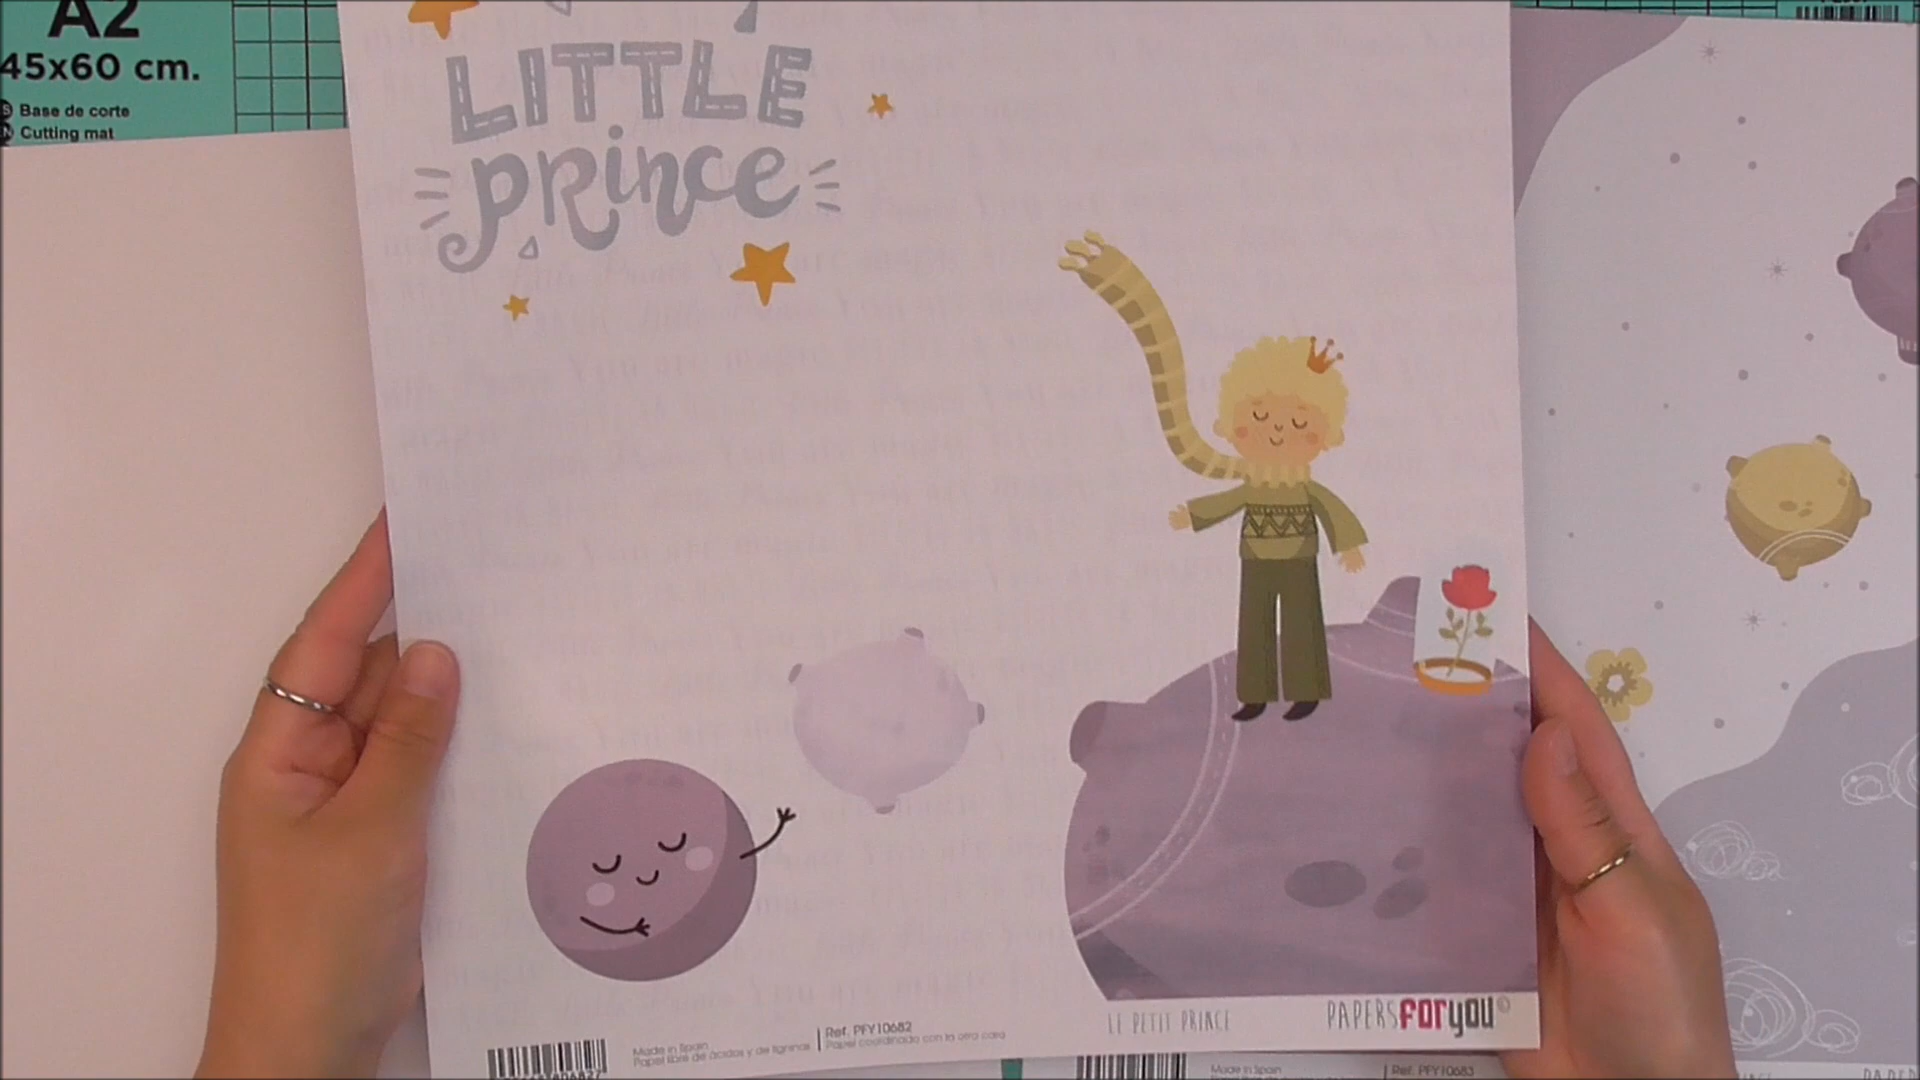 A2
45x60 cm.
Base de corte
Cutting mat
LITTLE
PRince
LE PETIT PRINCE
PAPERSFORyOU©
Made in Spain
Papel libre de ácidos y de ligninas
Ref. PFY10682
Papel coordinado con la otra cara
Made in Spain
Ref. PFY10683